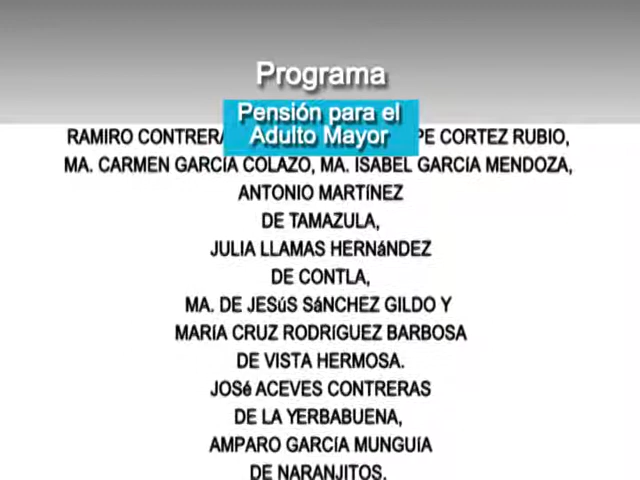 Programa
Pensión para el
Adulto Mayor
RAMIRO CONTRERA CORTEZ RUBIO,
MA. CARMEN GARCÍA COLAZO, MA. ISABEL GARCÍA MENDOZA,
ANTONIO MARTÍNEZ
DE TAMAZULA,
JULIA LLAMAS HERNáNDEZ
DE CONTLA,
MA. DE JESúS SáNCHEZ GILDO Y
MARÍA CRUZ RODRÍGUEZ BARBOSA
DE VISTA HERMOSA.
JOSé ACEVES CONTRERAS
DE LA YERBABUENA,
AMPARO GARCÍA MUNGUÍA
DE NARANJITOS.